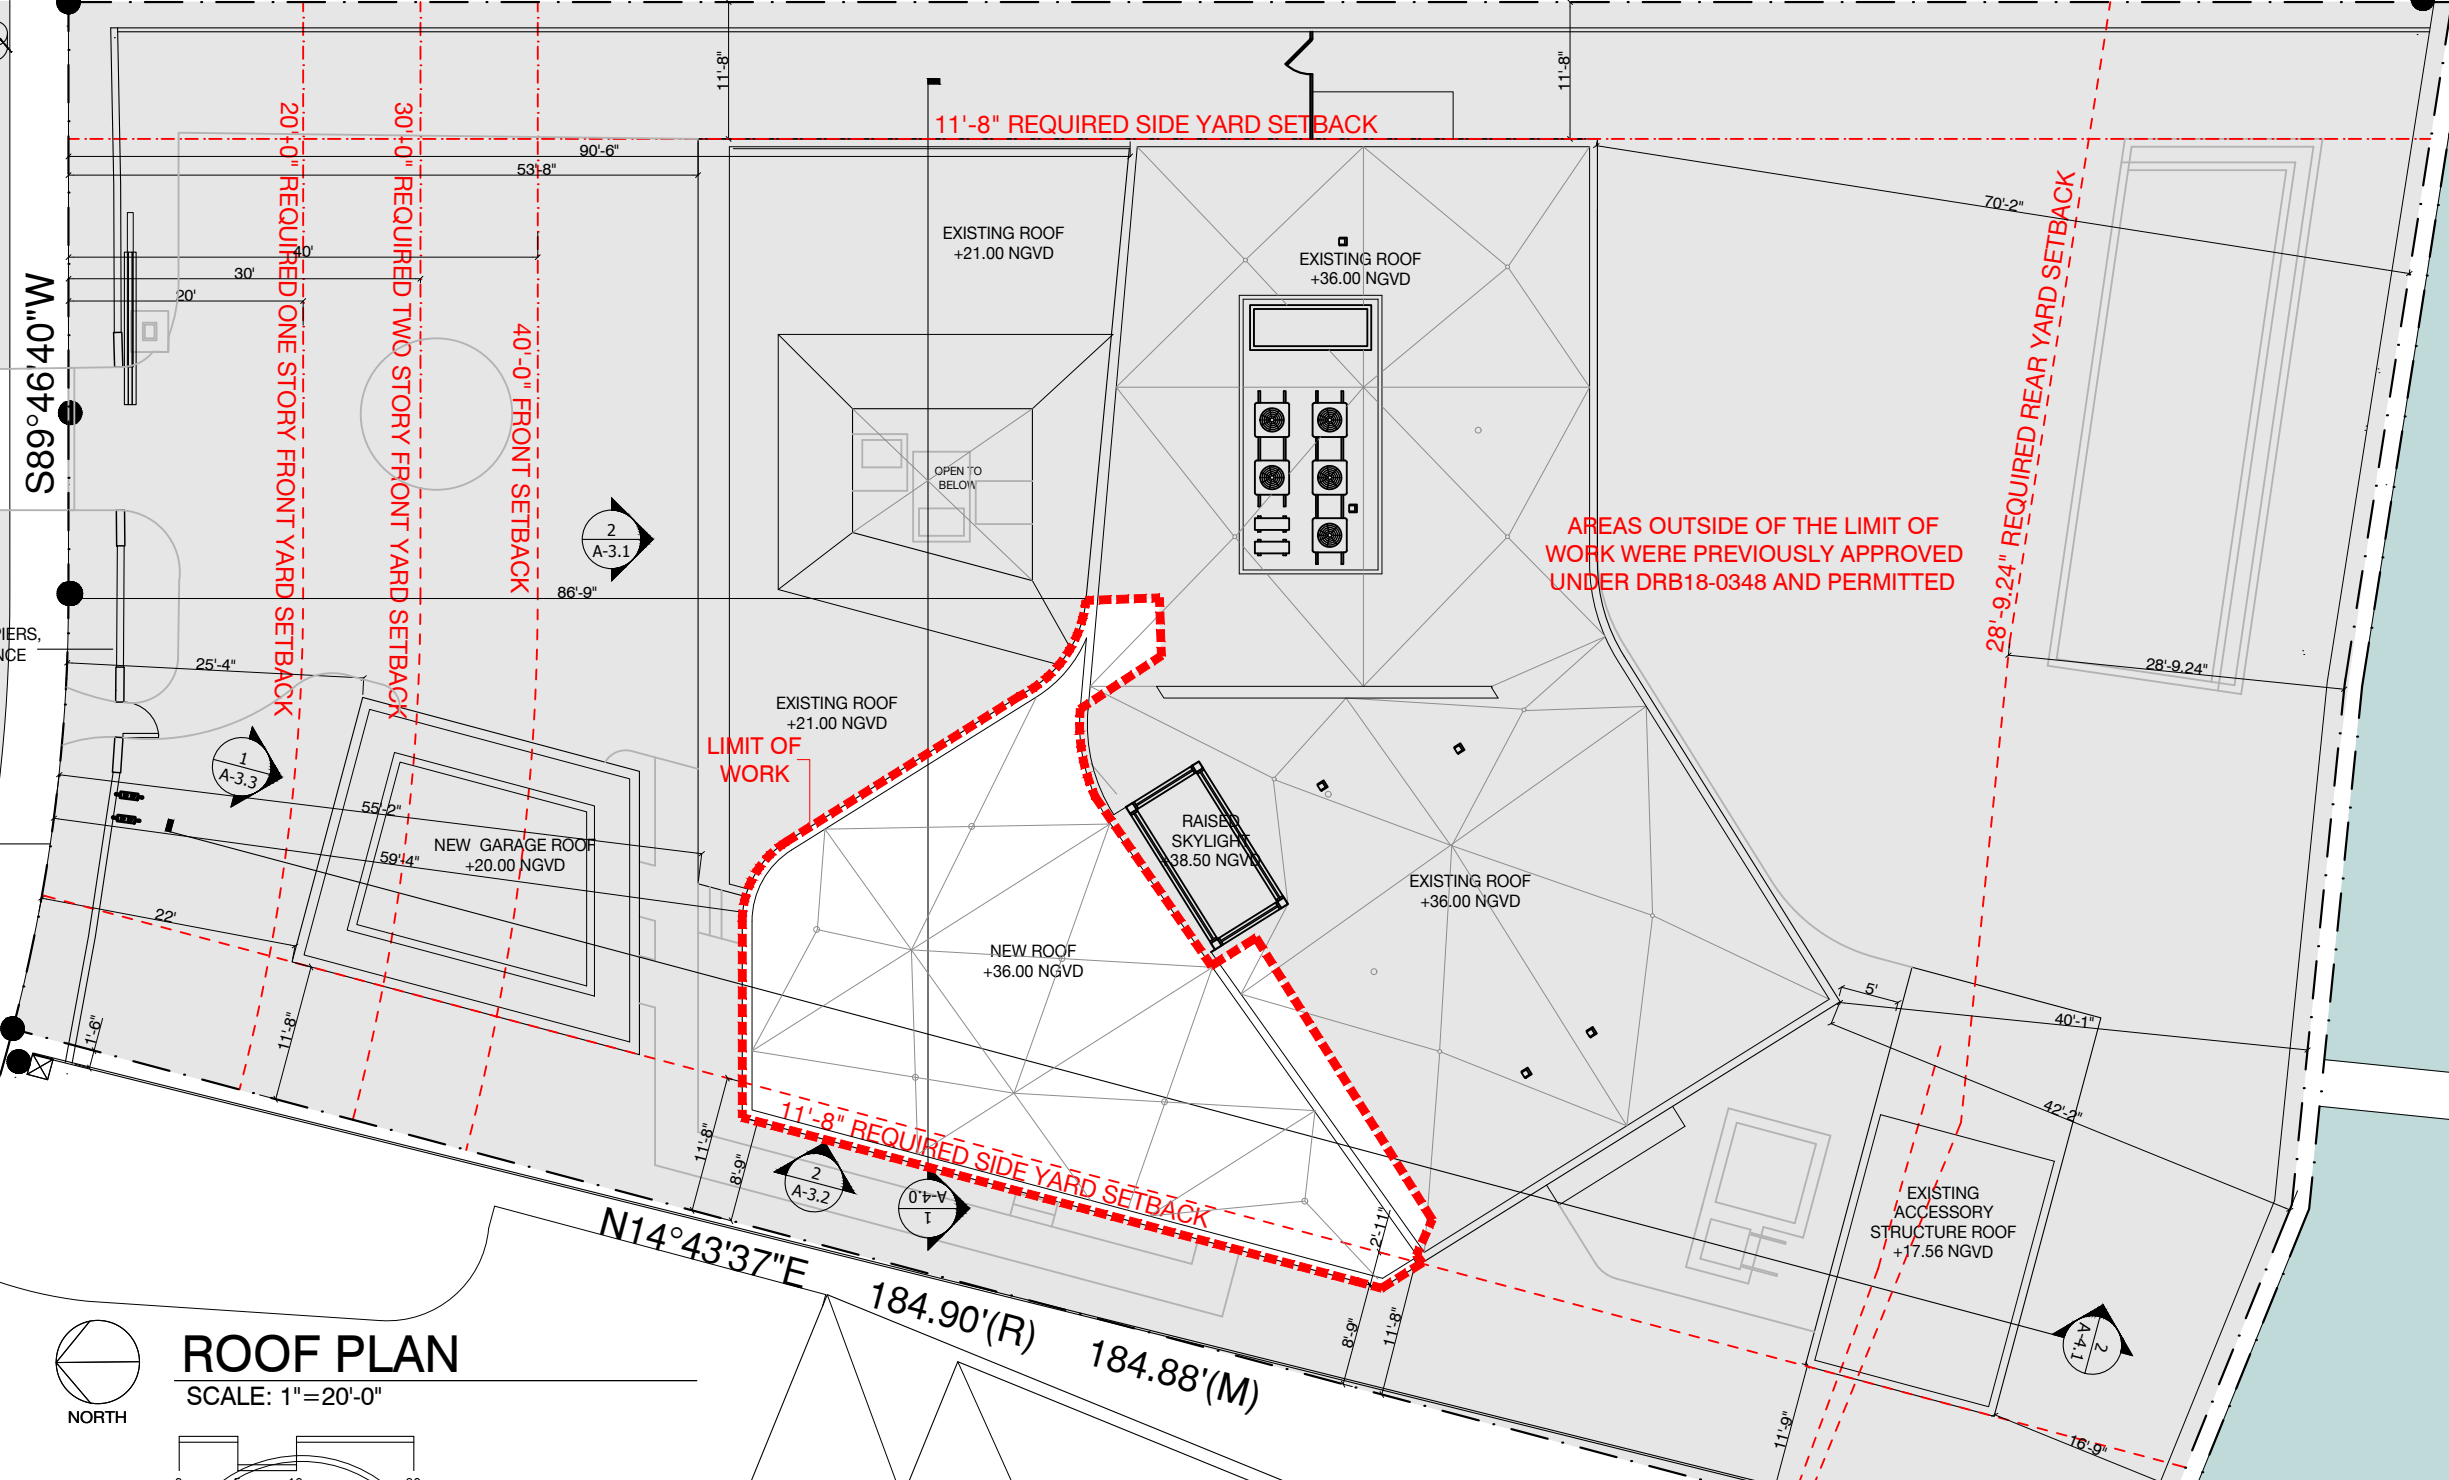 11'-8"
11'-8"
11'-8" REQUIRED SIDE YARD SETBACK
90'-6"
53'-8"
20'-0" REQUIRED ONE STORY FRONT YARD SETBACK
30'-0" REQUIRED TWO STORY FRONT YARD SETBACK
40'-0" FRONT SETBACK
40'
30'
20'
S89°46'40"W
EXISTING ROOF
+21.00 NGVD
EXISTING ROOF
+36.00 NGVD
70'-2"
28'-9.24" REQUIRED REAR YARD SETBACK
OPEN TO
BELOW
2
A-3.1
AREAS OUTSIDE OF THE LIMIT OF
WORK WERE PREVIOUSLY APPROVED
UNDER DRB18-0348 AND PERMITTED
86'-9"
PIERS,
NCE
25'-4"
28'-9.24"
EXISTING ROOF
+21.00 NGVD
LIMIT OF
WORK
1
A-3.3
55'-2"
NEW  GARAGE ROOF
+20.00 NGVD
59'-4"
22'
RAISED
SKYLIGHT
+38.50 NGVD
EXISTING ROOF
+36.00 NGVD
NEW ROOF
+36.00 NGVD
5'
40'-1"
42'-2"
1'-6"
11'-8"
11'-8" REQUIRED SIDE YARD SETBACK
11'-8"
8'-9"
2
A-3.2
1
A-4.0
2'-11"
EXISTING
ACCESSORY
STRUCTURE ROOF
+17.56 NGVD
N14°43'37"E
184.90'(R)
184.88'(M)
8'-9"
11'-8"
2
A-4.1
11'-9"
16'-9"
ROOF PLAN
SCALE: 1"=20'-0"
NORTH